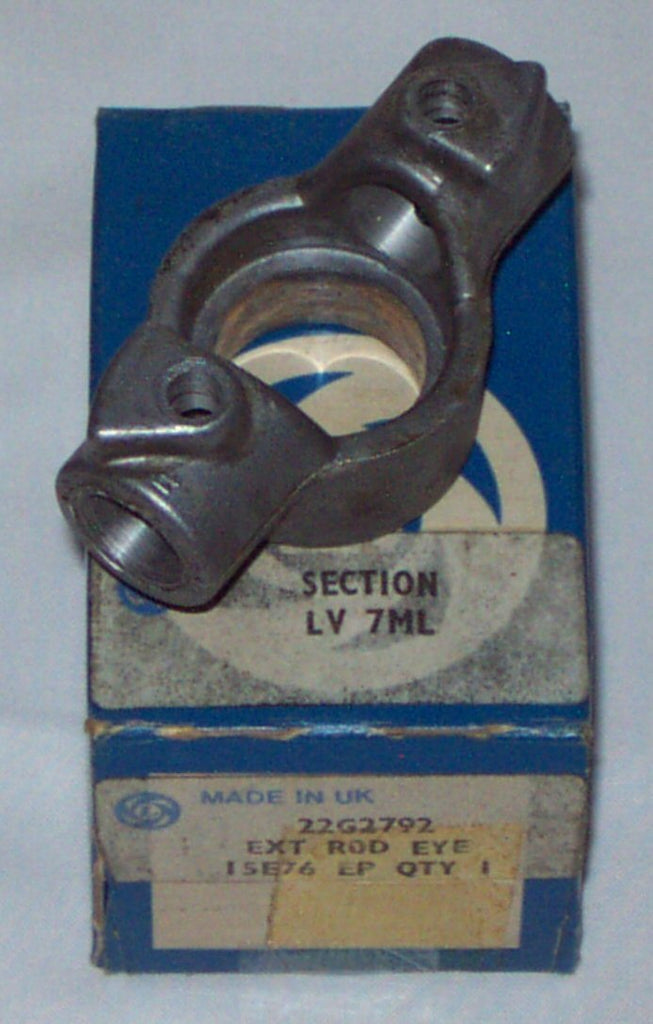 SECTION
LV 7ML
MADE IN UK
22G2792
EXT ROD EYE
15E76 EP QTY 1